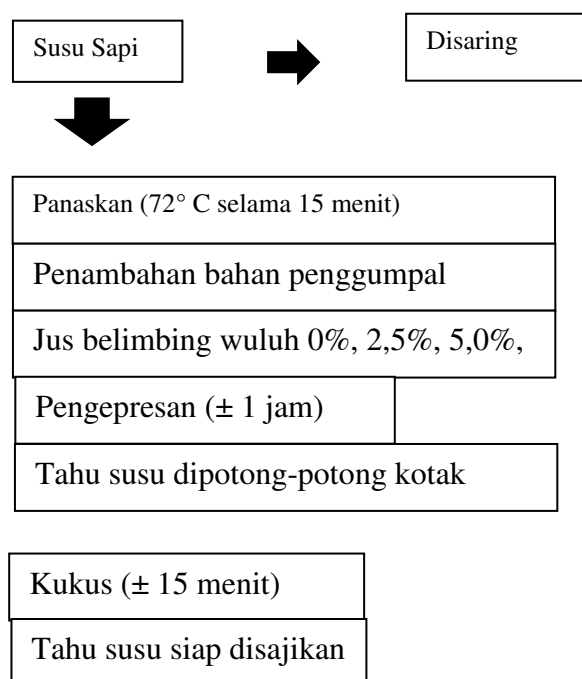 Susu Sapi
Disaring
Panaskan (72° C selama 15 menit)
Penambahan bahan penggumpal
Jus belimbing wuluh 0%, 2,5%, 5,0%,
Pengepresan (± 1 jam)
Tahu susu dipotong-potong kotak
Kukus (± 15 menit)
Tahu susu siap disajikan